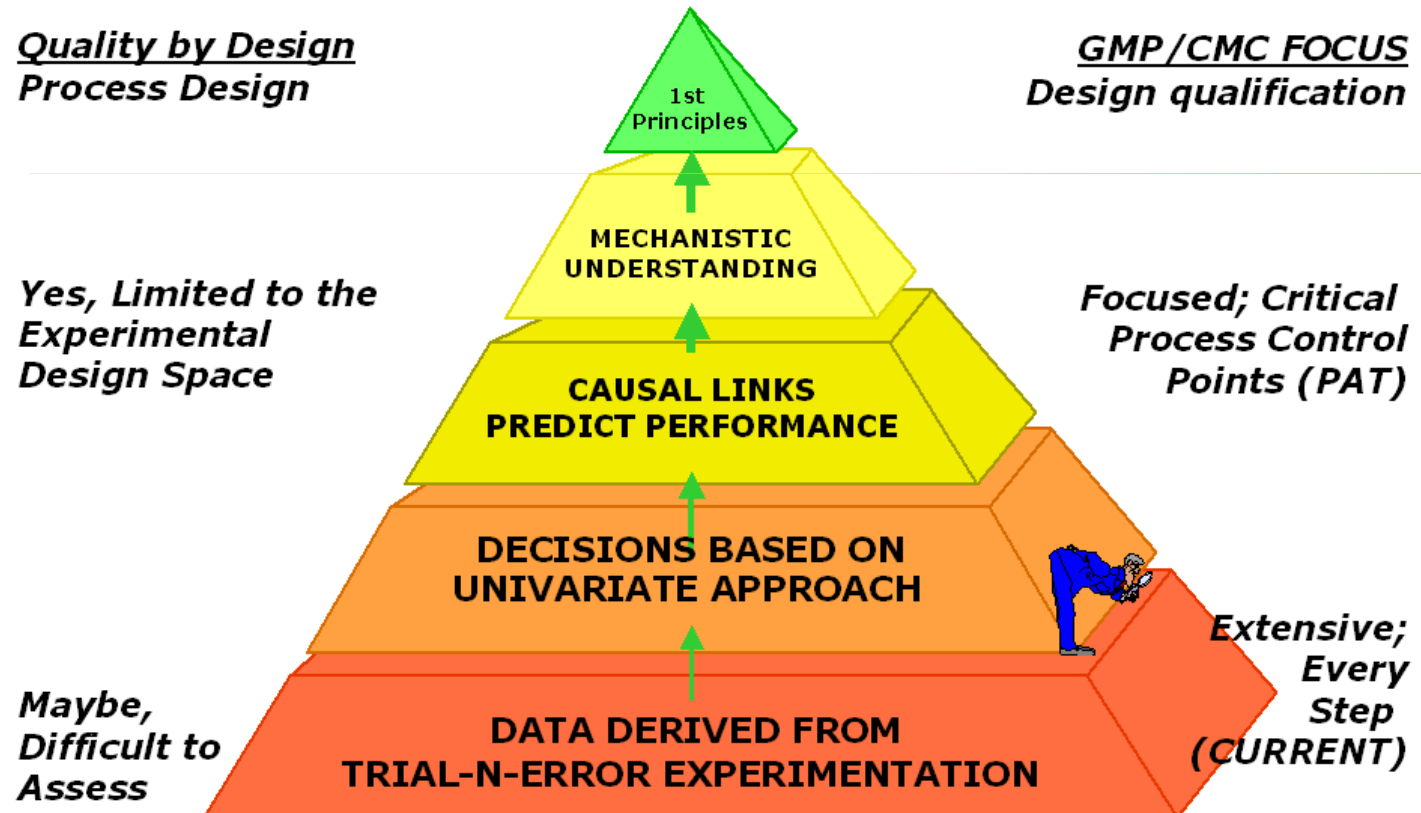 Quality by Design
Process Design
GMP/CMC FOCUS
Design qualification
1st
Principles
MECHANISTIC
UNDERSTANDING
Yes, Limited to the
Experimental
Design Space
Focused; Critical
Process Control
Points (PAT)
CAUSAL LINKS
PREDICT PERFORMANCE
DECISIONS BASED ON
UNIVARIATE APPROACH
Extensive;
Every
Step
(CURRENT)
Maybe,
Difficult to
Assess
DATA DERIVED FROM
TRIAL-N-ERROR EXPERIMENTATION